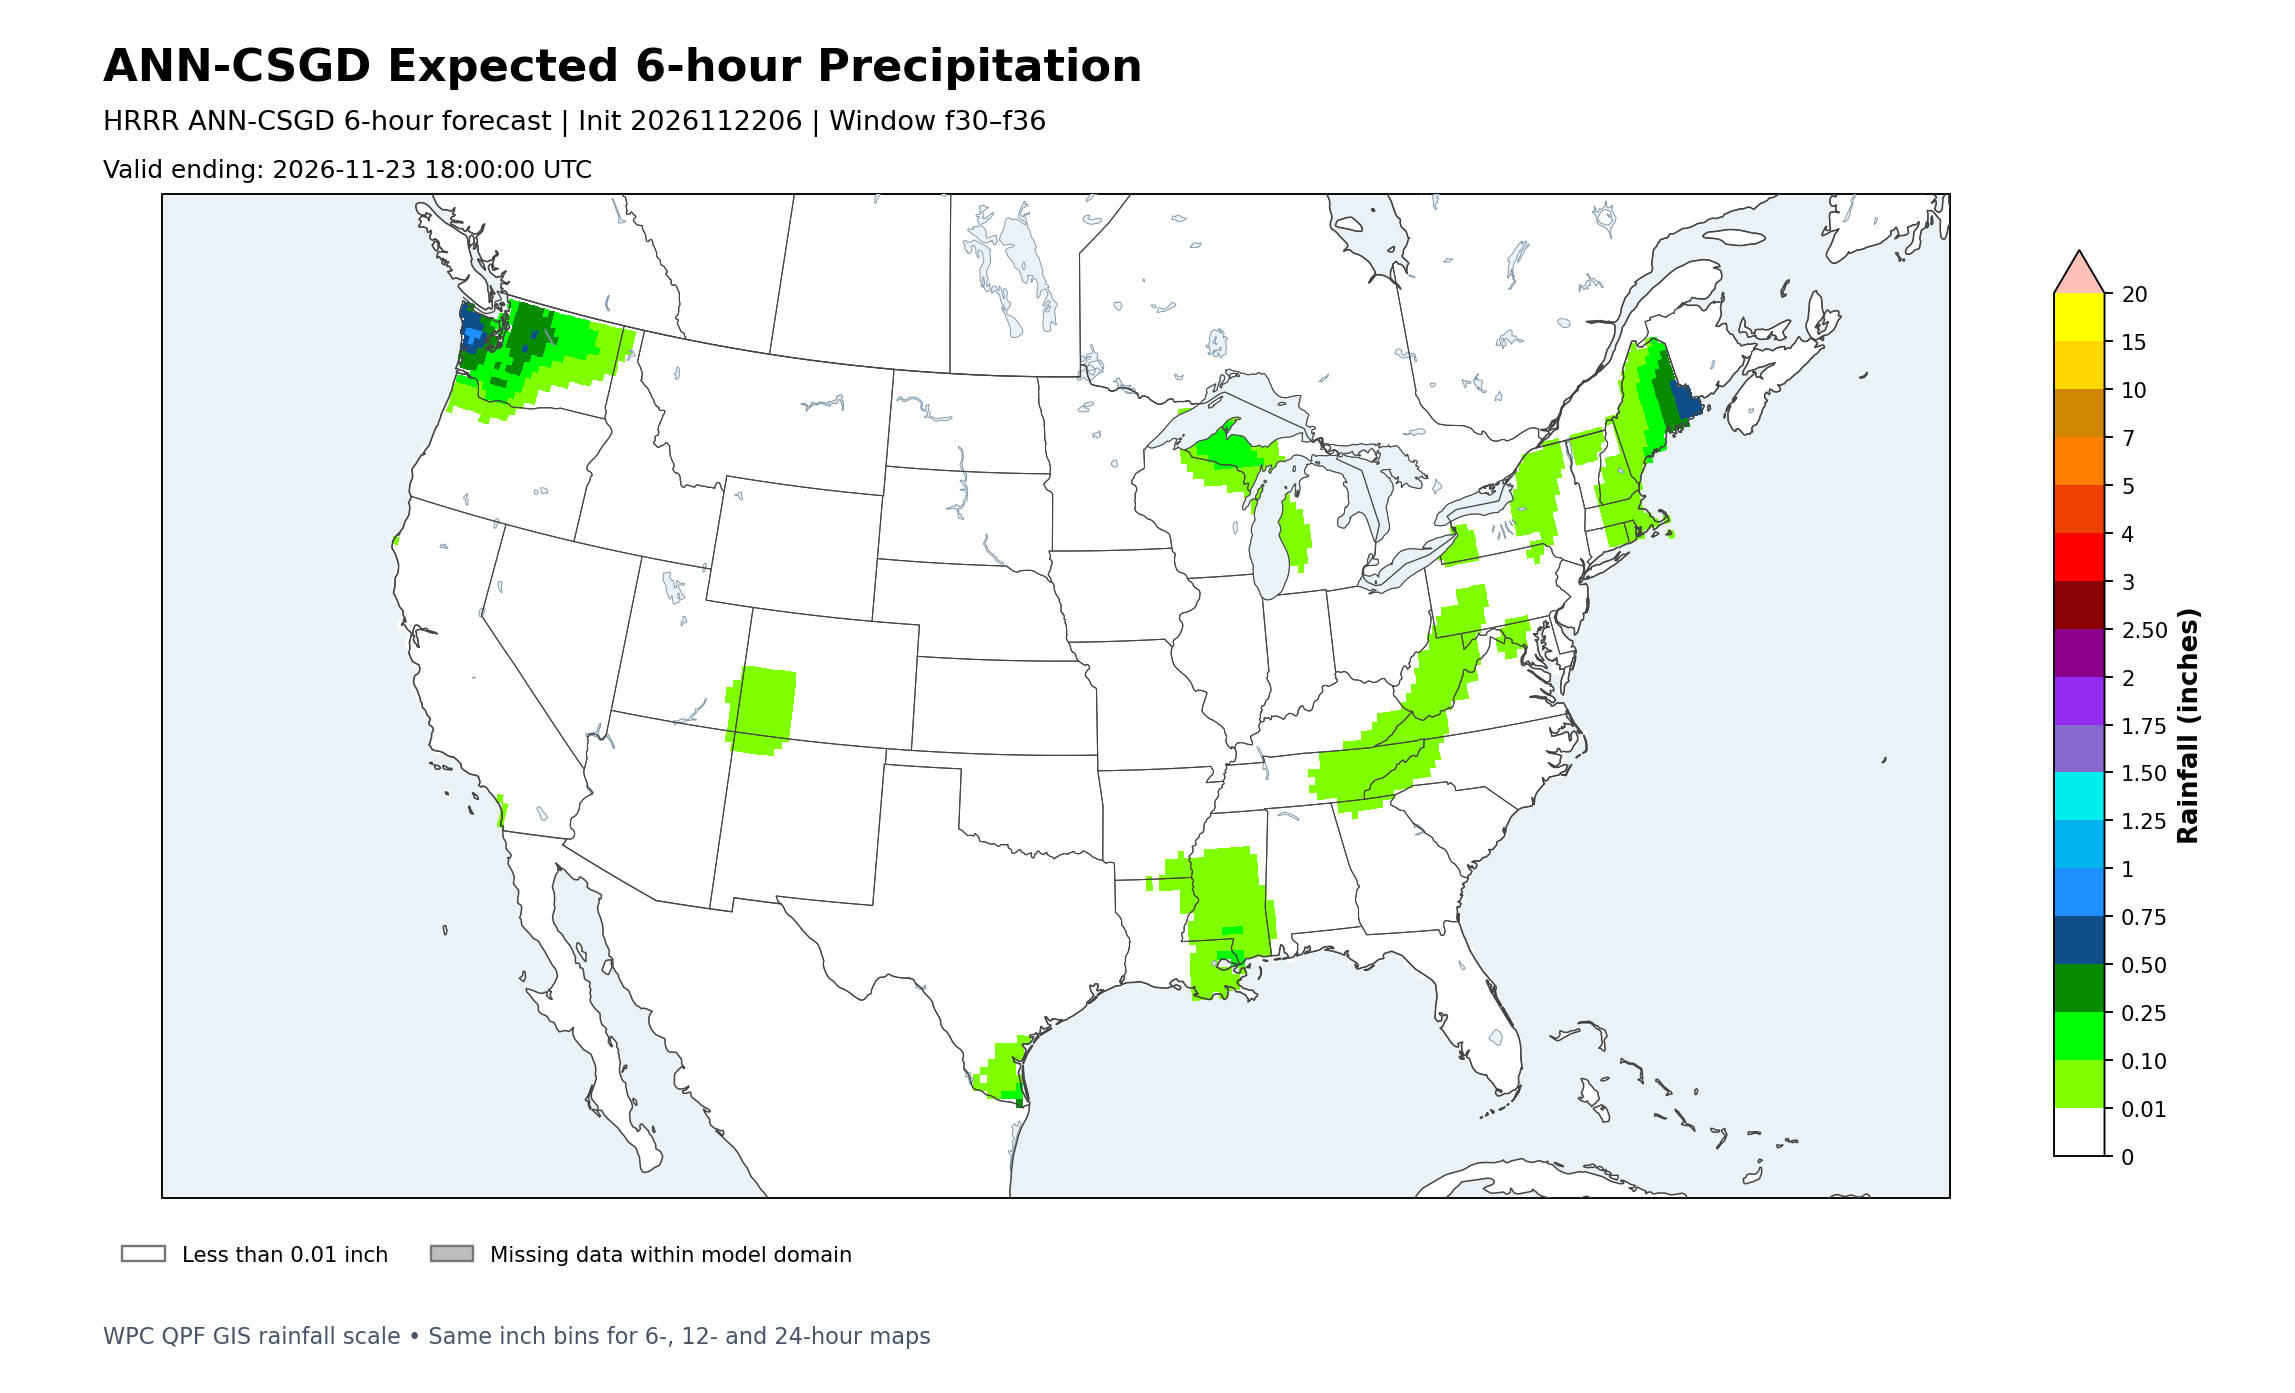 ANN-CSGD Expected 6-hour Precipitation
HRRR ANN-CSGD 6-hour forecast | Init 2026112206 | Window f30–f36
Valid ending: 2026-11-23 18:00:00 UTC
20
15
10
7
5
4
3
2.50
2
1.75
1.50
1.25
1
0.75
0.50
0.25
0.10
0.01
0
Rainfall (inches)
Less than 0.01 inch
Missing data within model domain
WPC QPF GIS rainfall scale • Same inch bins for 6-, 12- and 24-hour maps